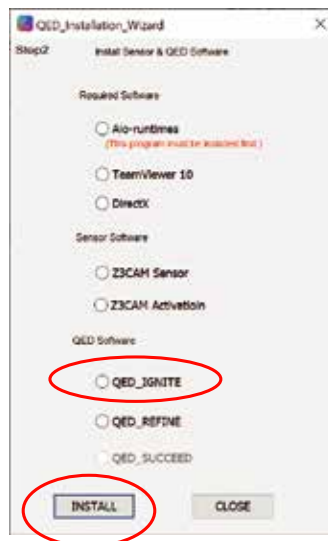 QED_Installation_Wizard
Step2
Install Sensor & QED Software
Required Software
Aio-runtimes
(This program must be installed first.)
TeamViewer 10
DirectX
Sensor Software
Z3CAM Sensor
Z3CAM Activatioin
QED Software
QED_IGNITE
QED_REFINE
QED_SUCCEED
INSTALL
CLOSE